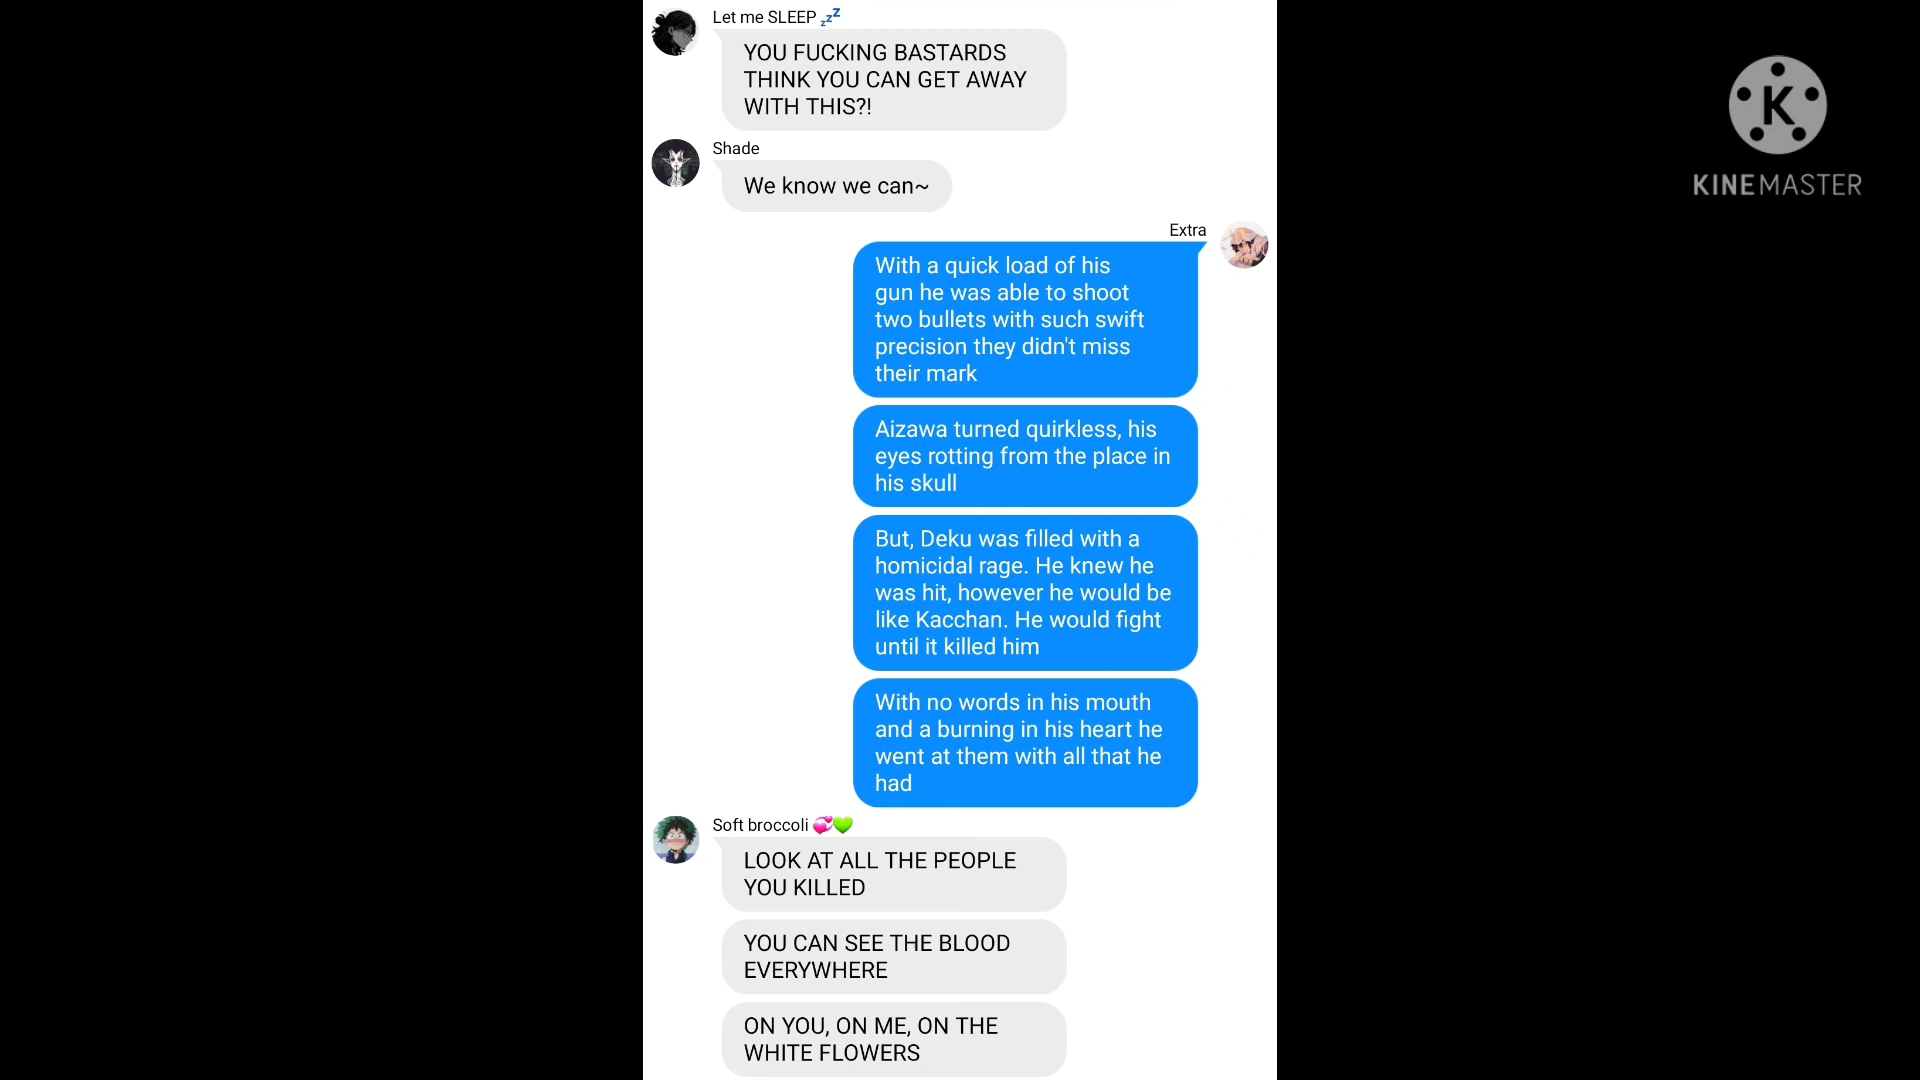 Let me SLEEP 💤
YOU FUCKING BASTARDS
THINK YOU CAN GET AWAY
WITH THIS?!
Shade
We know we can~
Extra
With a quick load of his
gun he was able to shoot
two bullets with such swift
precision they didn't miss
their mark
Aizawa turned quirkless, his
eyes rotting from the place in
his skull
But, Deku was filled with a
homicidal rage. He knew he
was hit, however he would be
like Kacchan. He would fight
until it killed him
With no words in his mouth
and a burning in his heart he
went at them with all that he
had
Soft broccoli 💞💚
LOOK AT ALL THE PEOPLE
YOU KILLED
YOU CAN SEE THE BLOOD
EVERYWHERE
ON YOU, ON ME, ON THE
WHITE FLOWERS
K
KINEMASTER